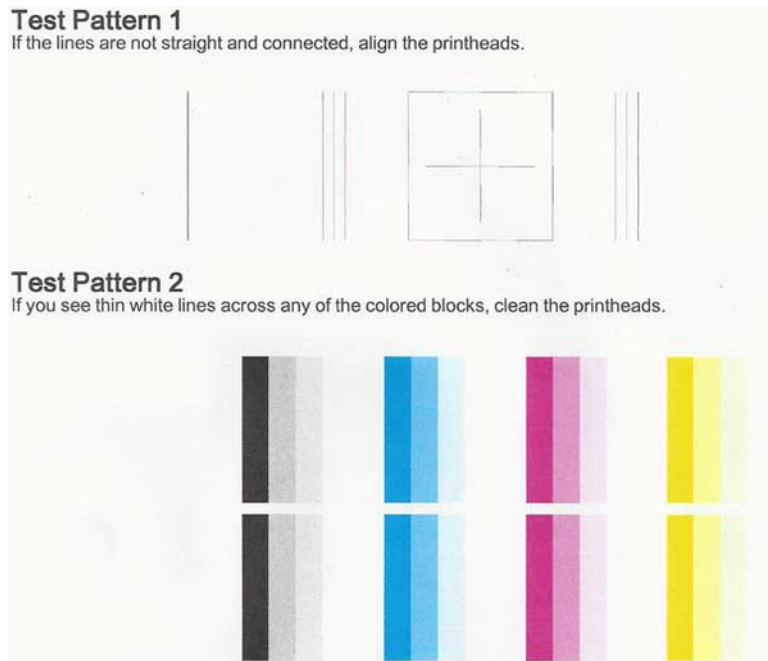 Test Pattern 1
If the lines are not straight and connected, align the printheads.
Test Pattern 2
If you see thin white lines across any of the colored blocks, clean the printheads.